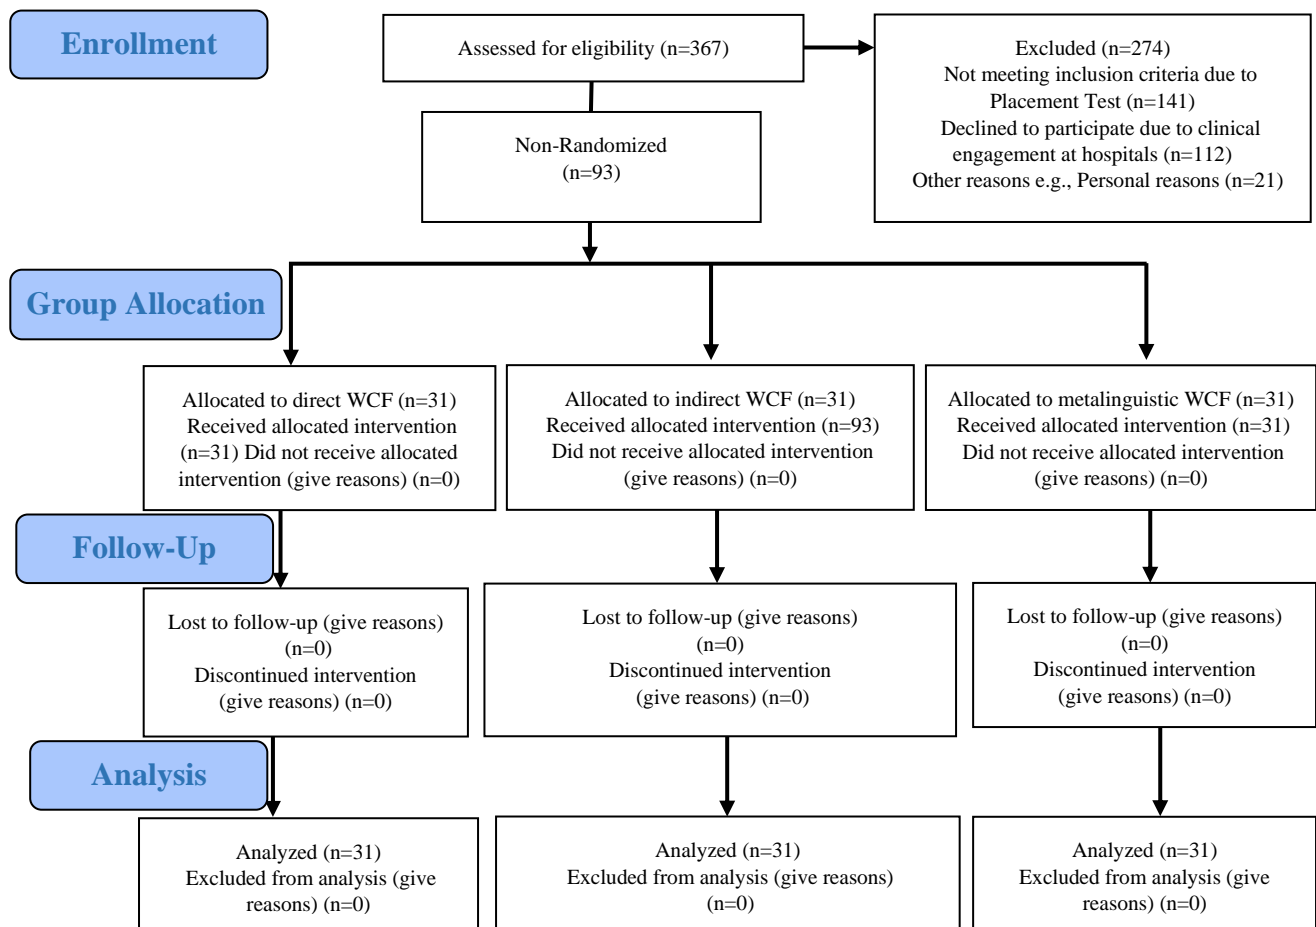 Enrollment
Assessed for eligibility (n=367)
Excluded (n=274)
Not meeting inclusion criteria due to
Placement Test (n=141)
Declined to participate due to clinical
engagement at hospitals (n=112)
Other reasons e.g., Personal reasons (n=21)
Non-Randomized
(n=93)
Group Allocation
Allocated to direct WCF (n=31)
Received allocated intervention
(n=31) Did not receive allocated
intervention (give reasons) (n=0)
Allocated to indirect WCF (n=31)
Received allocated intervention (n=93)
Did not receive allocated intervention
(give reasons) (n=0)
Allocated to metalinguistic WCF (n=31)
Received allocated intervention (n=31)
Did not receive allocated intervention
(give reasons) (n=0)
Follow-Up
Lost to follow-up (give reasons)
(n=0)
Discontinued intervention
(give reasons) (n=0)
Lost to follow-up (give reasons)
(n=0)
Discontinued intervention
(give reasons) (n=0)
Lost to follow-up (give reasons)
(n=0)
Discontinued intervention
(give reasons) (n=0)
Analysis
Analyzed (n=31)
Excluded from analysis (give
reasons) (n=0)
Analyzed (n=31)
Excluded from analysis (give reasons)
(n=0)
Analyzed (n=31)
Excluded from analysis (give
reasons) (n=0)